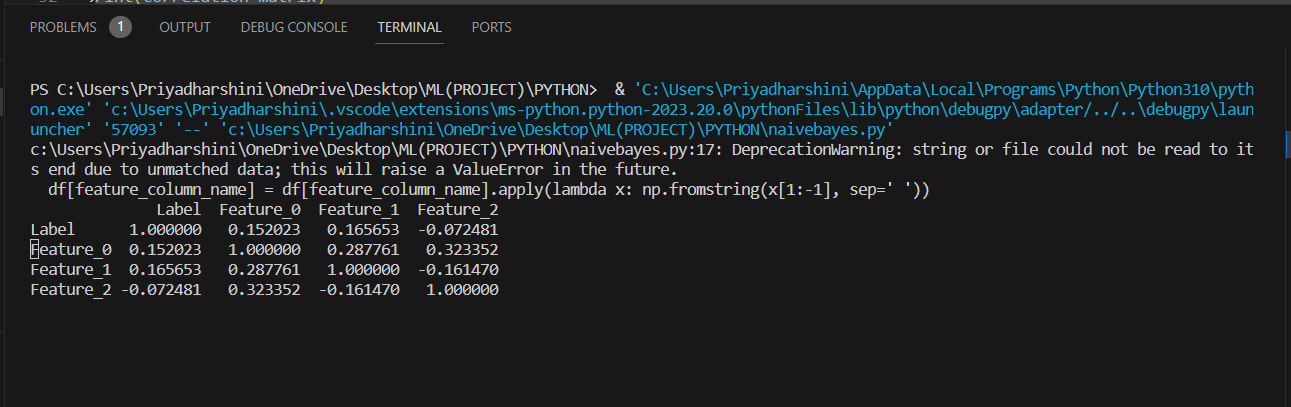 PROBLEMS 1 OUTPUT DEBUG CONSOLE TERMINAL PORTS
PS C:\Users\Priyadharshini\OneDrive\Desktop\ML(PROJECT)\PYTHON>  & 'C:\Users\Priyadharshini\AppData\Local\Programs\Python\Python310\pyth
on.exe' 'c:\Users\Priyadharshini\.vscode\extensions\ms-python.python-2023.20.0\pythonFiles\lib\python\debugpy\adapter/../..\debugpy\laun
uncher' '57093' '--' 'c:\Users\Priyadharshini\OneDrive\Desktop\ML(PROJECT)\PYTHON\naivebayes.py'
c:\Users\Priyadharshini\OneDrive\Desktop\ML(PROJECT)\PYTHON\naivebayes.py:17: DeprecationWarning: string or file could not be read to it
s end due to unmatched data; this will raise a ValueError in the future.
  df[feature_column_name] = df[feature_column_name].apply(lambda x: np.fromstring(x[1:-1], sep=' '))
              Label  Feature_0  Feature_1  Feature_2
Label      1.000000   0.152023   0.165653  -0.072481
Feature_0  0.152023   1.000000   0.287761   0.323352
Feature_1  0.165653   0.287761   1.000000  -0.161470
Feature_2 -0.072481   0.323352  -0.161470   1.000000